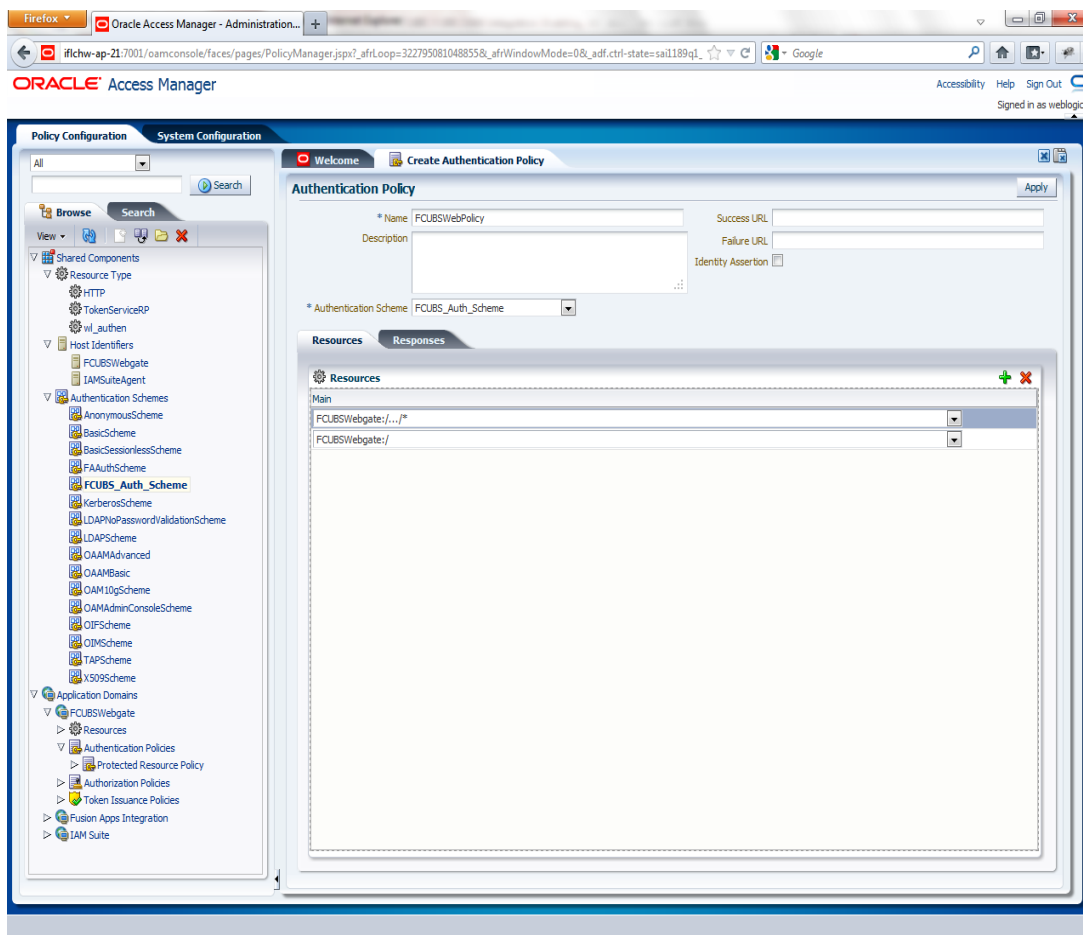 Firefox
Oracle Access Manager - Administration...
iflchw-ap-21:7001/oamconsole/faces/pages/PolicyManager.jspx?_afrLoop=322795081048855&_afrWindowMode=0&_adf.ctrl-state=sai1189q1_
Google
ORACLE Access Manager
Accessibility Help Sign Out
Signed in as weblogic
Policy Configuration System Configuration
All
Search
Browse Search
View
Shared Components
Resource Type
HTTP
TokenServiceRP
wl_authen
Host Identifiers
FCUBSWebgate
IAMSuiteAgent
Authentication Schemes
AnonymousScheme
BasicScheme
BasicSessionlessScheme
FAAuthScheme
FCUBS_Auth_Scheme
KerberosScheme
LDAPNoPasswordValidationScheme
LDAPScheme
OAAMAdvanced
OAAMBasic
OAM10gScheme
OAMAdminConsoleScheme
OIFScheme
OIMScheme
TAPScheme
X509Scheme
Application Domains
FCUBSWebgate
Resources
Authentication Policies
Protected Resource Policy
Authorization Policies
Token Issuance Policies
Fusion Apps Integration
IAM Suite
Welcome Create Authentication Policy
Authentication Policy
Apply
* Name FCUBSWebPolicy
Description
* Authentication Scheme FCUBS_Auth_Scheme
Success URL
Failure URL
Identity Assertion
Resources Responses
Resources
Main
FCUBSWebgate:/.../*
FCUBSWebgate:/